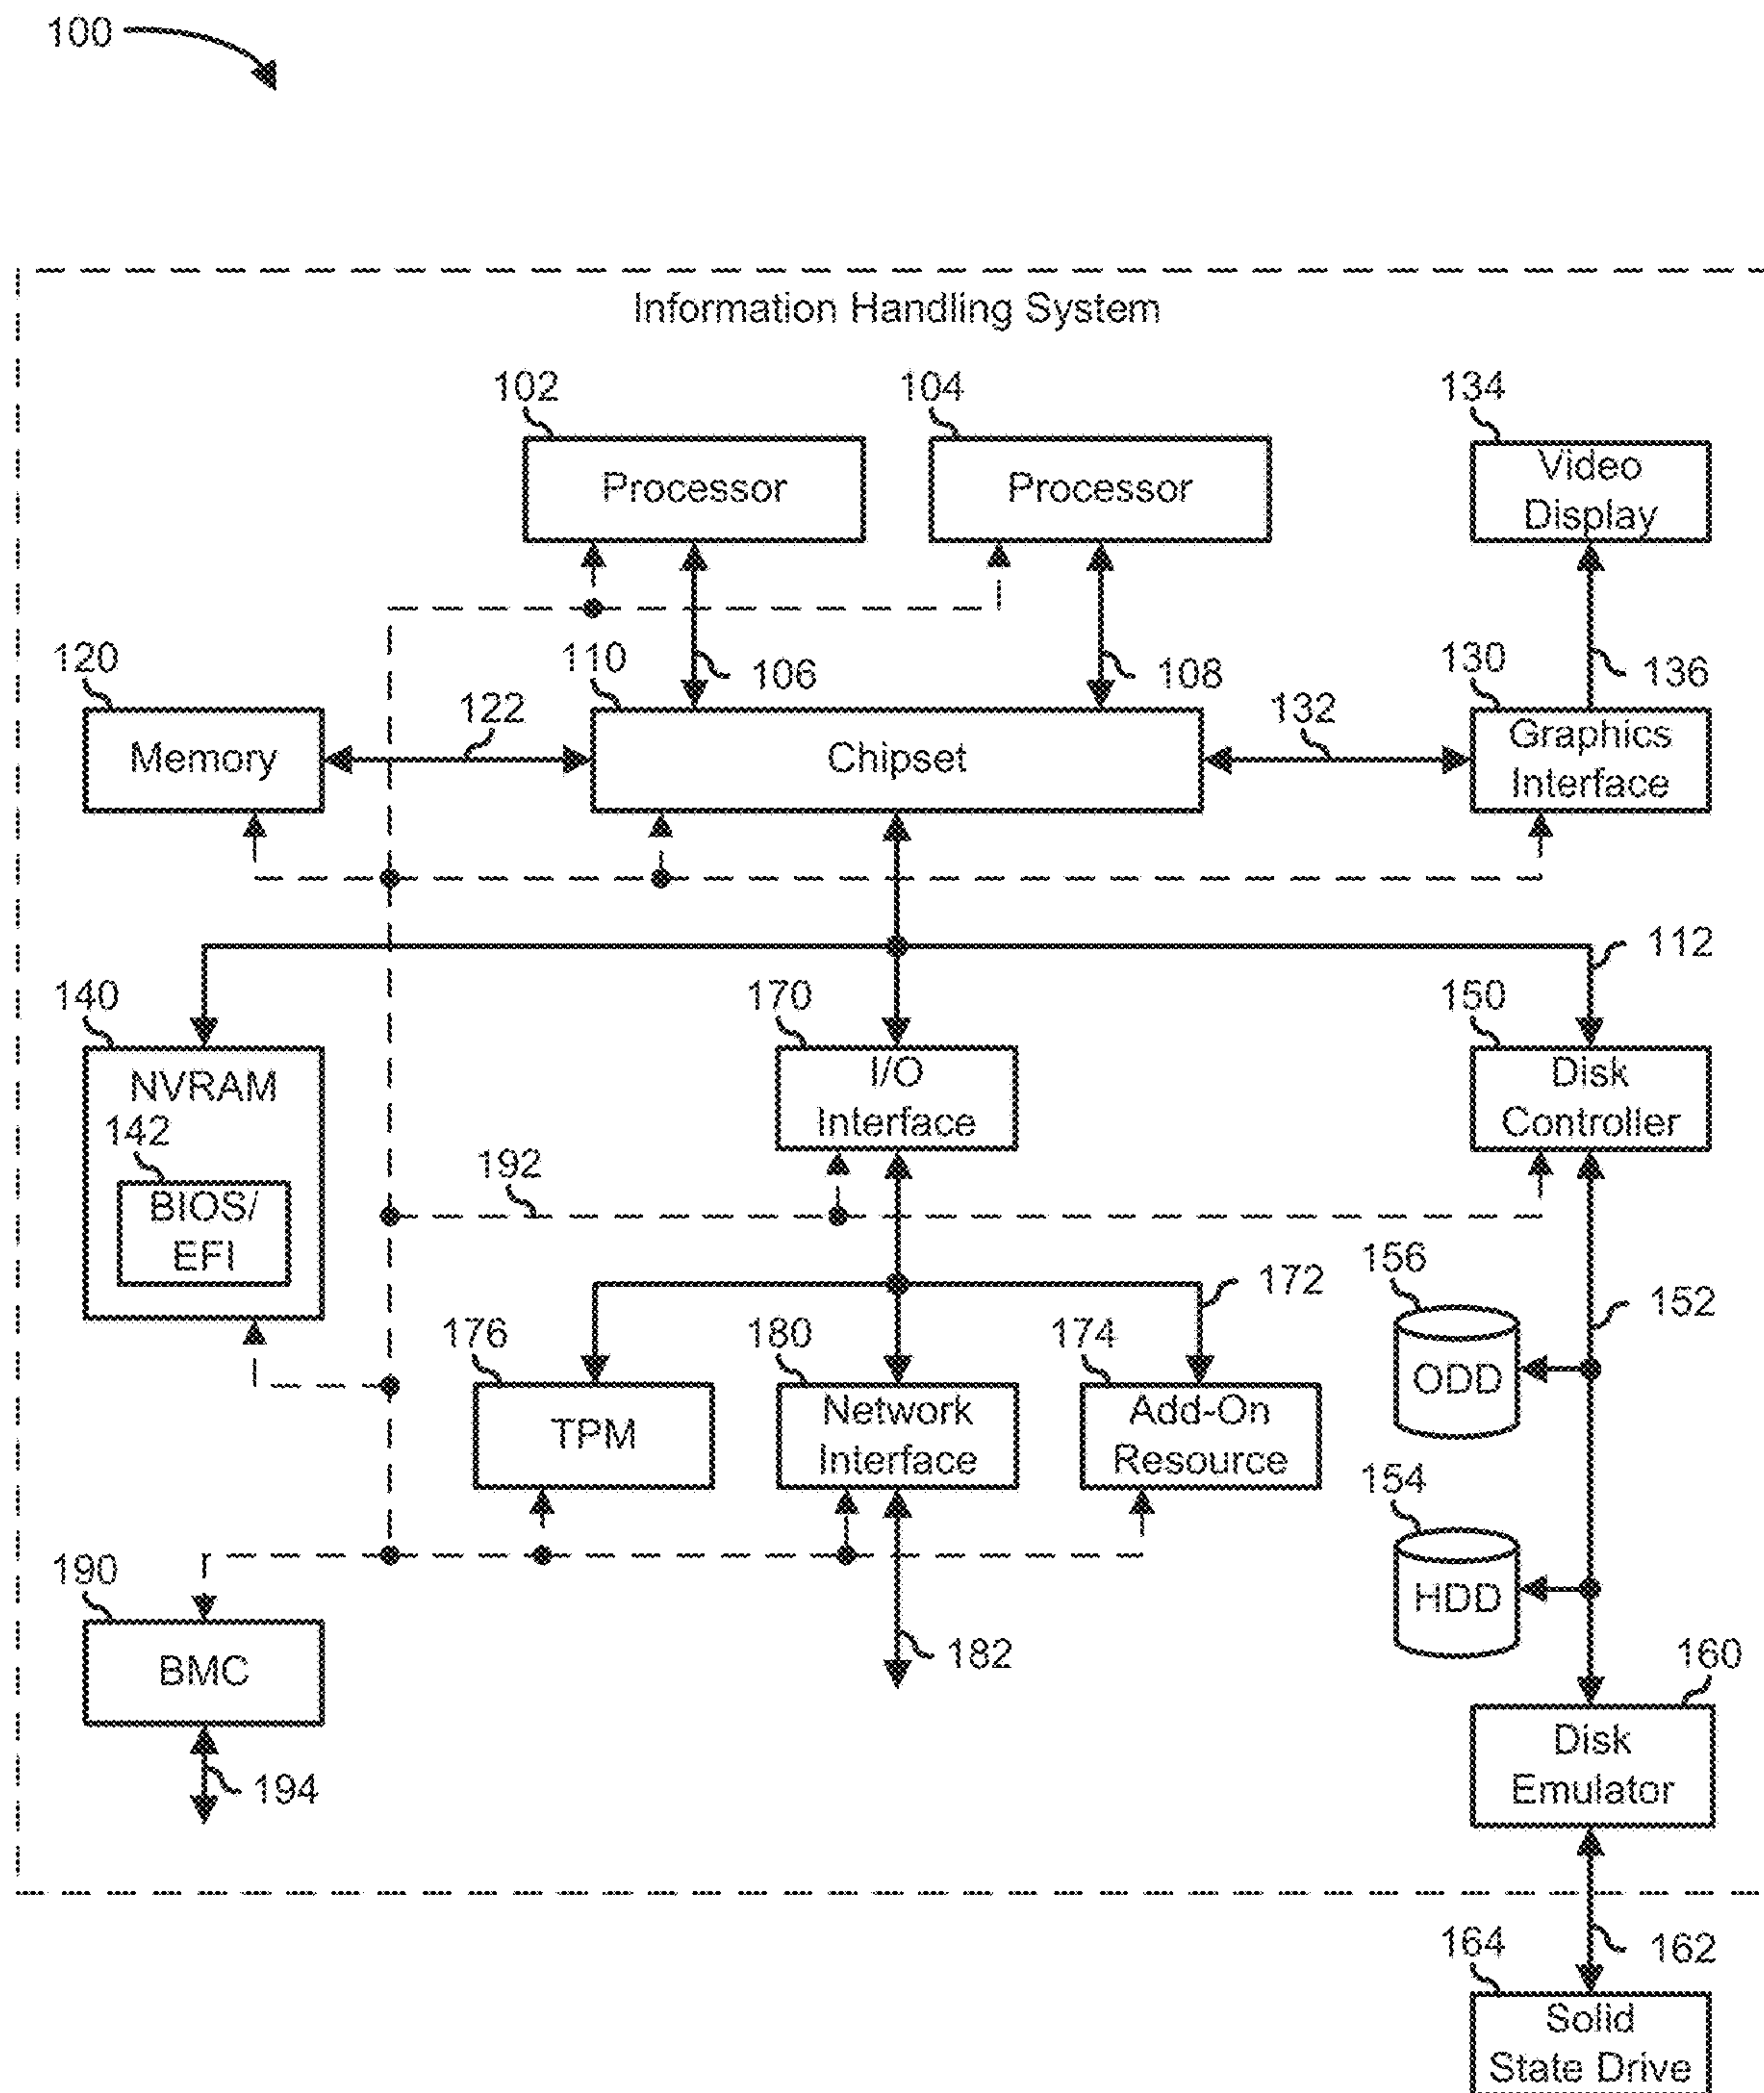 100
Information Handling System
102
104
134
Processor
Processor
Video
Display
120
110
106
108
130
136
122
132
Memory
Chipset
Graphics
Interface
112
140
170
150
NVRAM
I/O
Interface
Disk
Controller
142
BIOS/
EFI
192
156
172
152
176
180
174
ODD
TPM
Network
Interface
Add-On
Resource
154
190
HDD
182
160
BMC
Disk
Emulator
194
164
162
Solid
State Drive